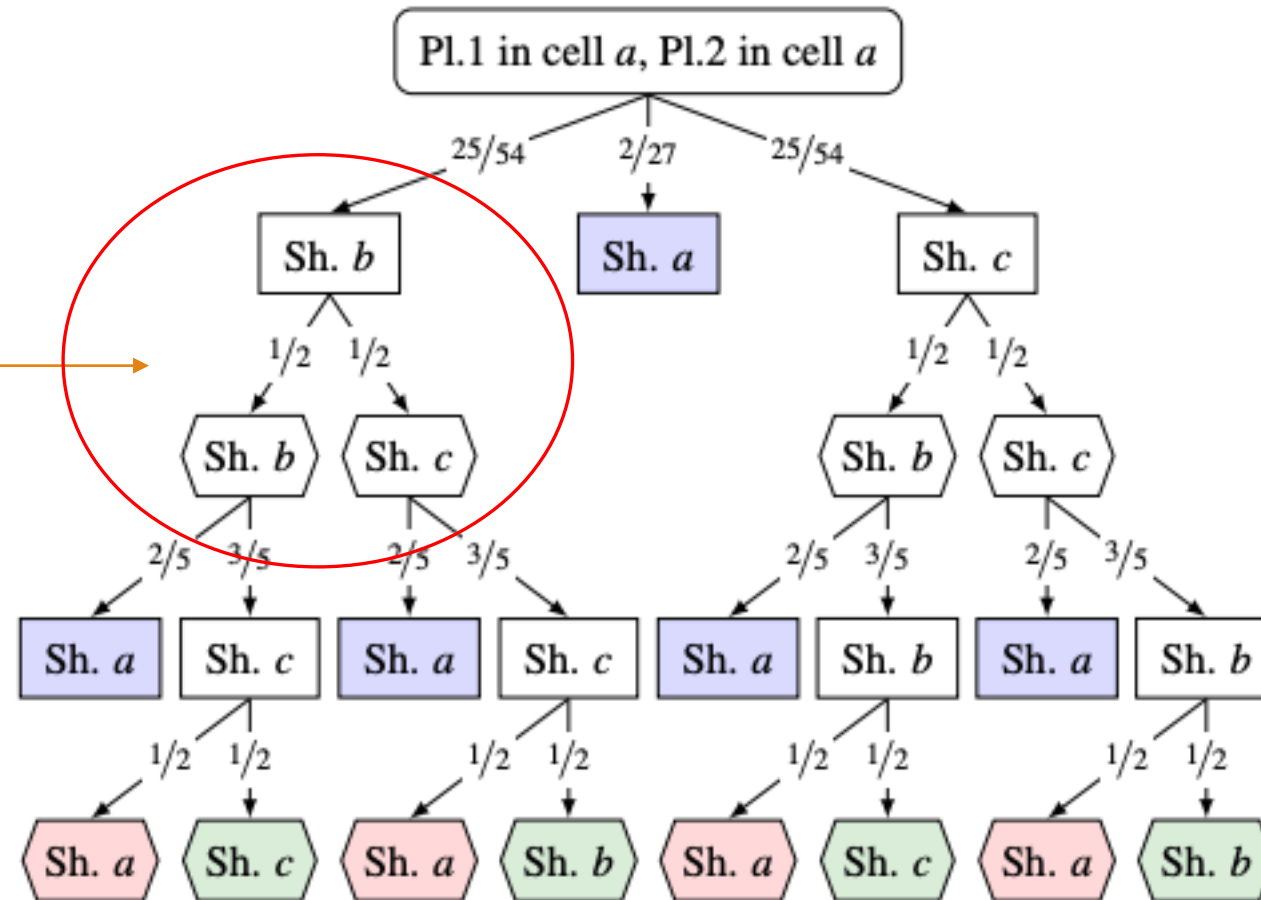 Pl.1 in cell a, Pl.2 in cell a
25/54 2/27 25/54
Sh. b Sh. a Sh. c
1/2 1/2 1/2 1/2
Sh. b Sh. c Sh. b Sh. c
2/5 3/5 2/5 3/5 2/5 3/5 2/5 3/5
Sh. a Sh. c Sh. a Sh. c Sh. a Sh. b Sh. a Sh. b
1/2 1/2 1/2 1/2 1/2 1/2 1/2 1/2
Sh. a Sh. c Sh. a Sh. b Sh. a Sh. c Sh. a Sh. b